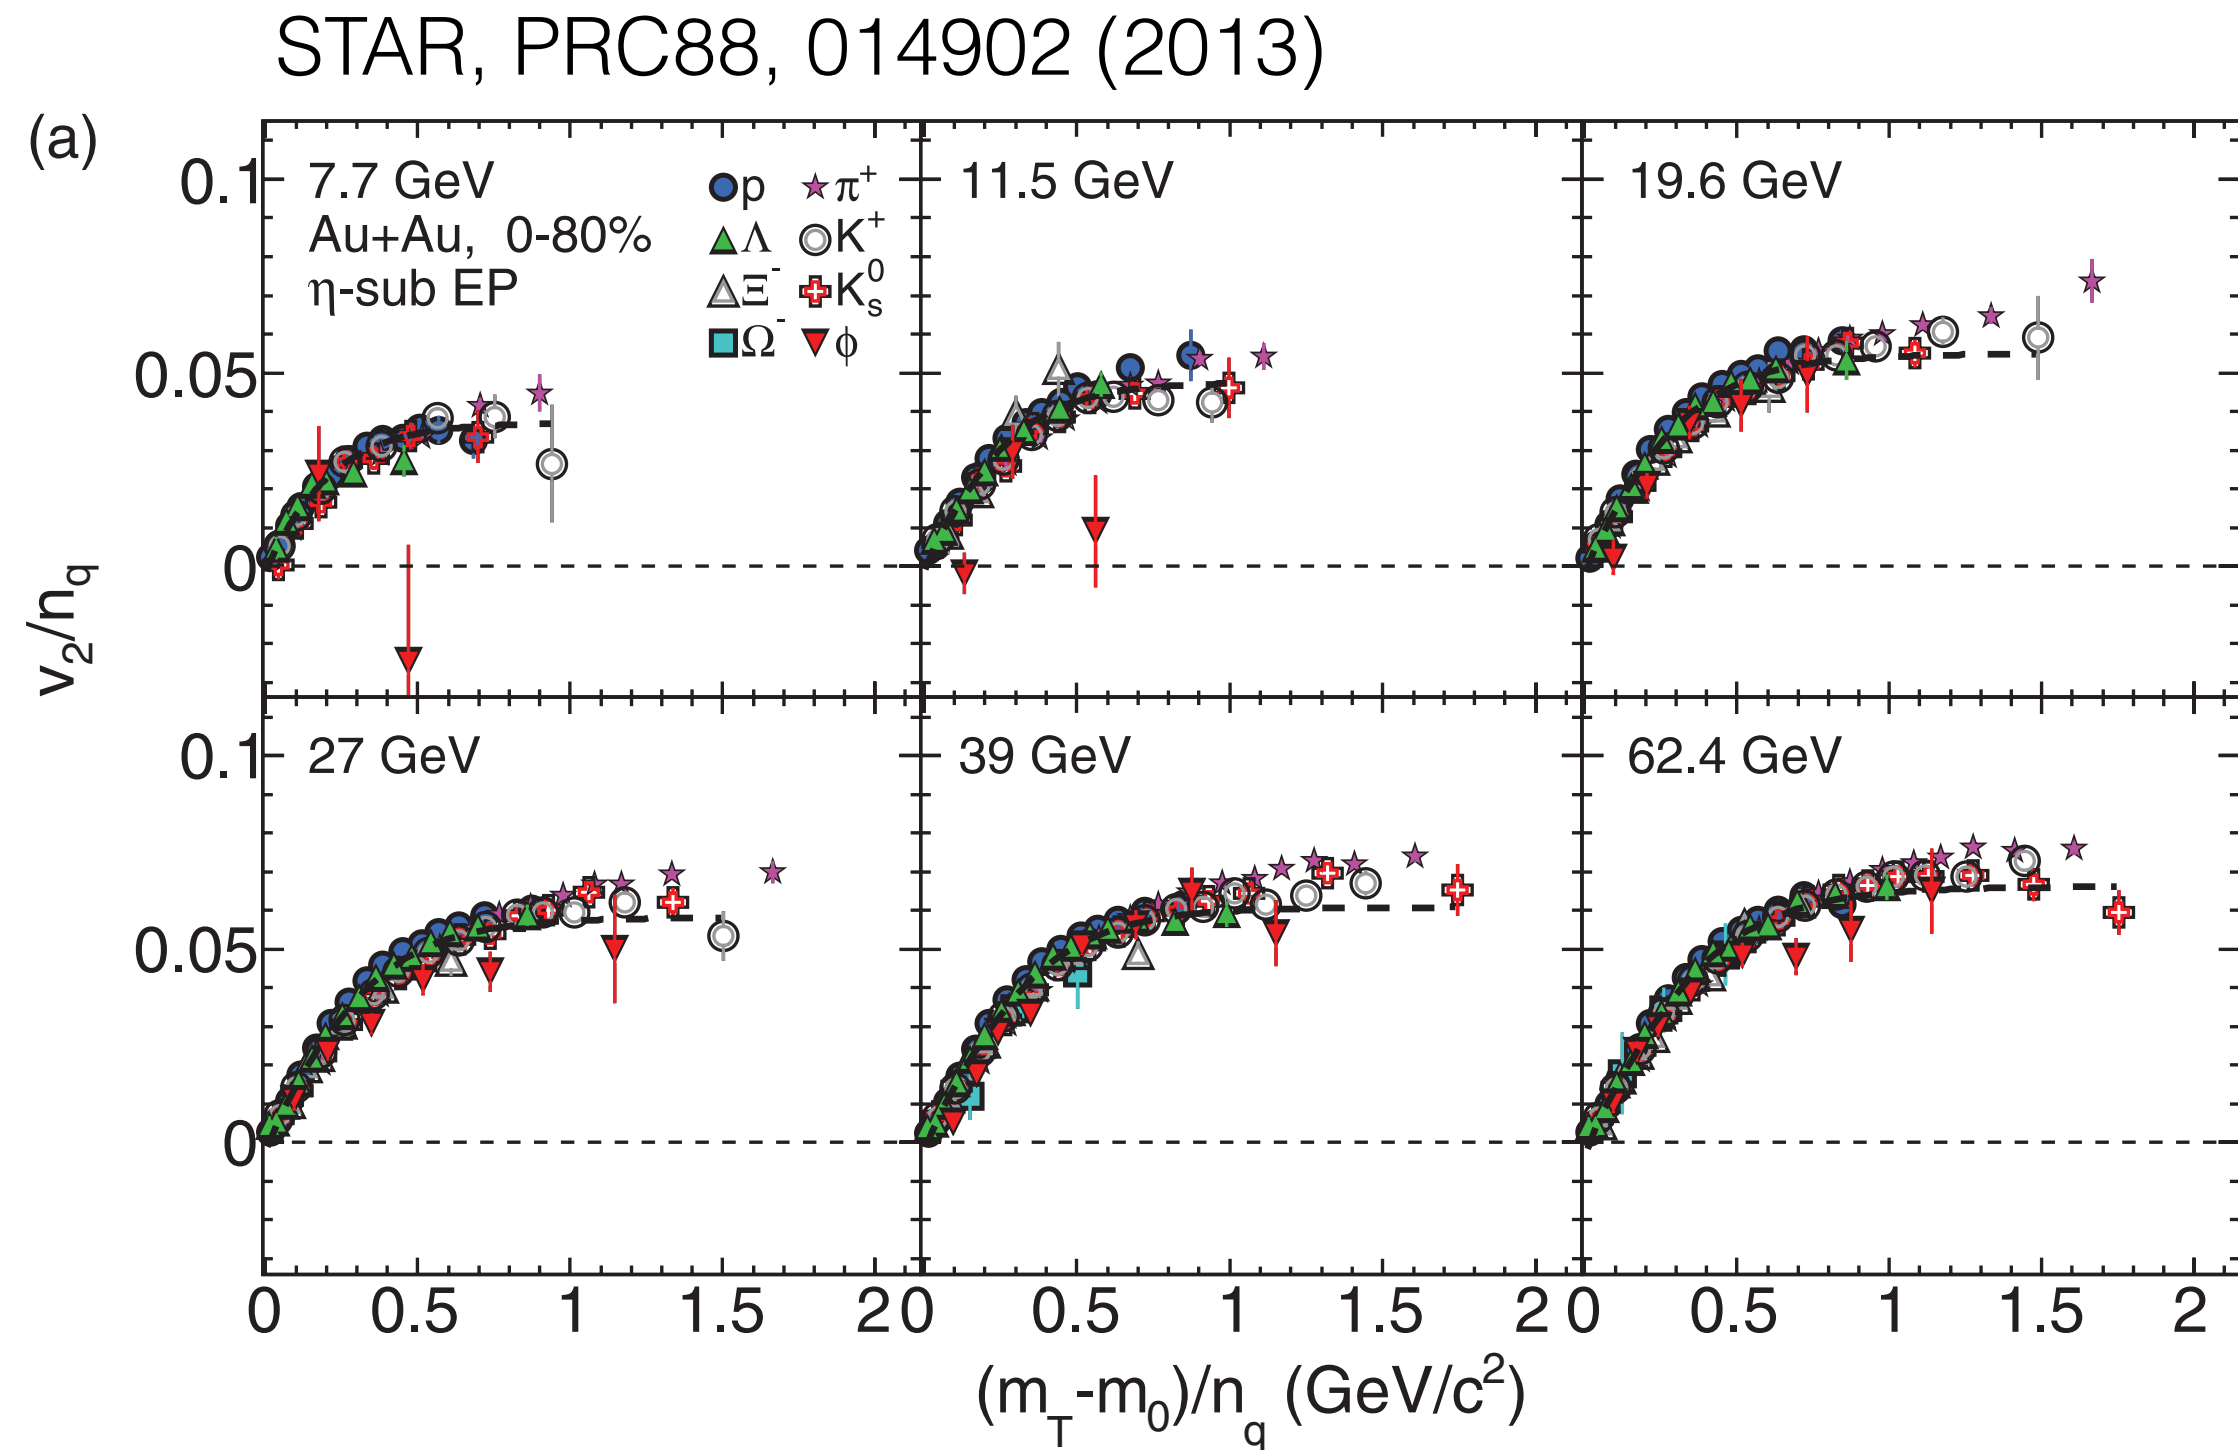 STAR, PRC88, 014902 (2013)
(a)
0.1
0.05
0
7.7 GeV
Au+Au, 0-80%
η-sub EP
p π⁺
Λ K⁺
Ξ⁻ K⁰ₛ
Ω⁻ φ
11.5 GeV
19.6 GeV
v₂/n_q
0.1
0.05
0
27 GeV
39 GeV
62.4 GeV
0 0.5 1 1.5 2 0 0.5 1 1.5 2 0 0.5 1 1.5 2
(m_T-m₀)/n_q (GeV/c²)